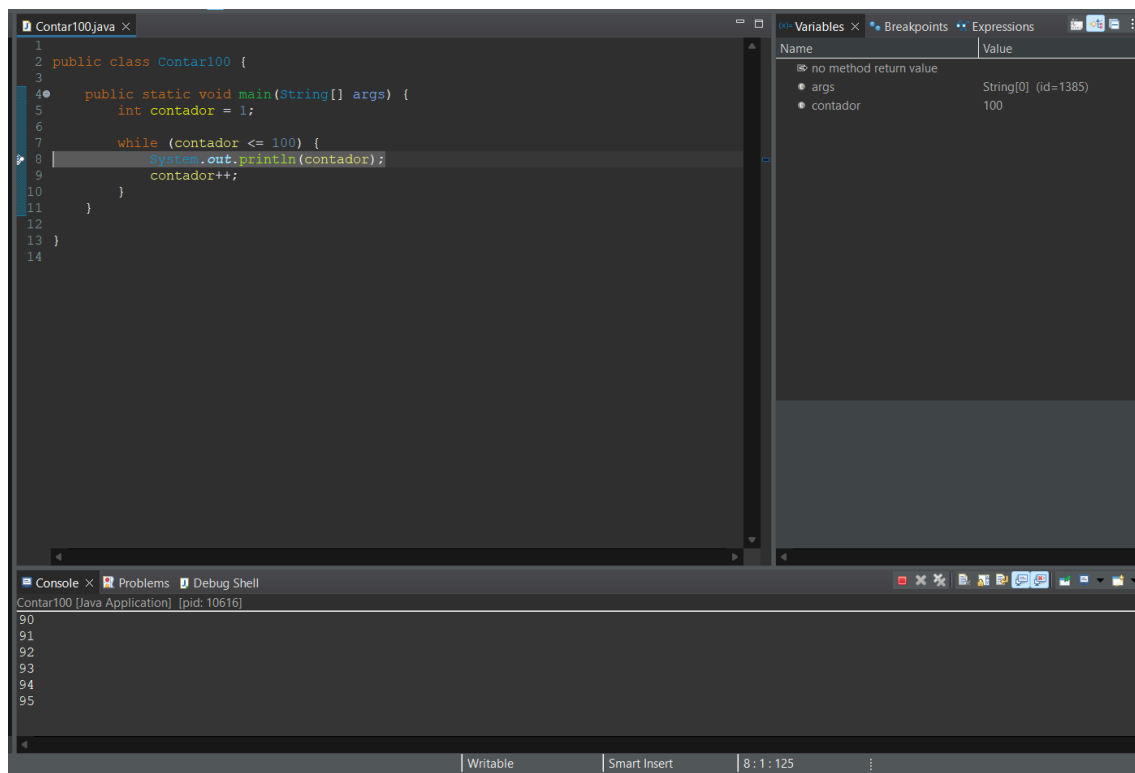 Contar100.java
1
2 public class Contar100 {
3
4 public static void main(String[] args) {
5 int contador = 1;
6
7 while (contador <= 100) {
8 System.out.println(contador);
9 contador++;
10 }
11 }
12
13 }
14
Variables Breakpoints Expressions
Name Value
no method return value
args String[0] (id=1385)
contador 100
Console Problems Debug Shell
Contar100 [Java Application] [pid: 10616]
90
91
92
93
94
95
Writable Smart Insert 8 : 1 : 125